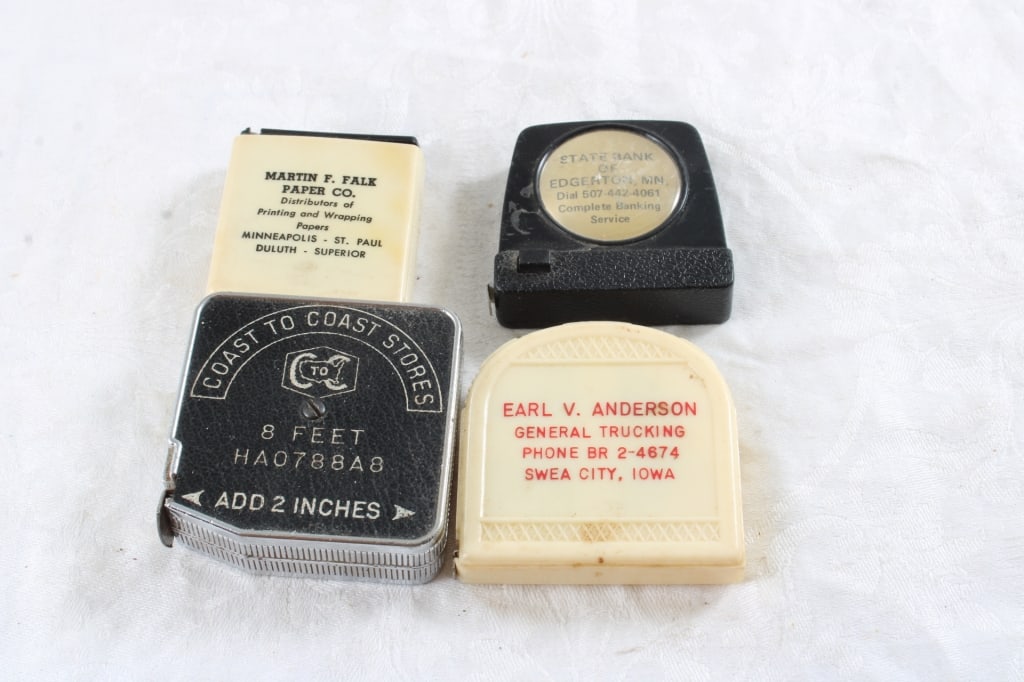 MARTIN F. FALK
PAPER CO.
Distributors of
Printing and Wrapping
Papers
MINNEAPOLIS - ST. PAUL
DULUTH - SUPERIOR
STATE BANK
OF
EDGERTON, MN.
Dial 507-442-4061
Complete Banking
Service
COAST TO COAST STORES
C TO C
8 FEET
HA0788A8
ADD 2 INCHES
EARL V. ANDERSON
GENERAL TRUCKING
PHONE BR 2-4674
SWEA CITY, IOWA